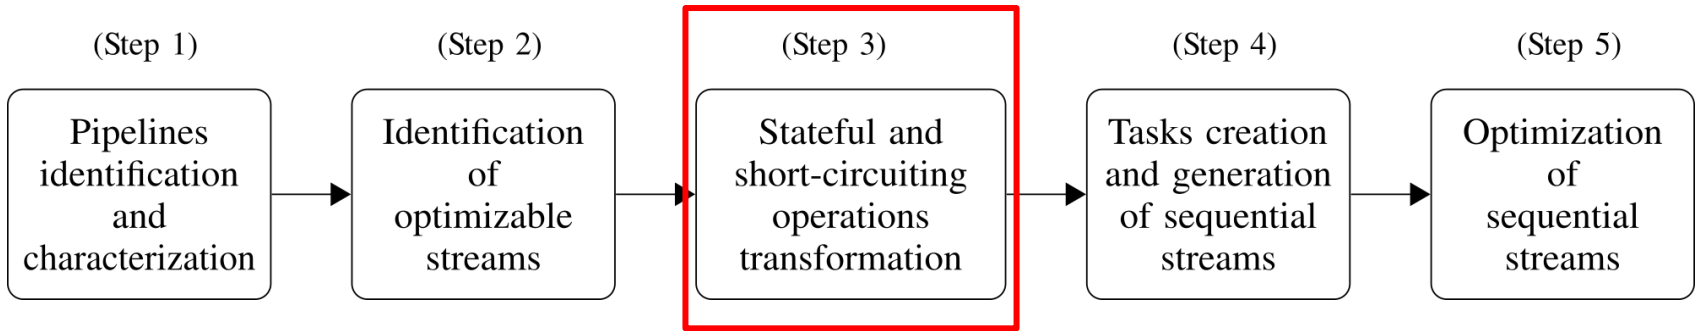 (Step 1)
Pipelines
identification
and
characterization
(Step 2)
Identification
of
optimizable
streams
(Step 3)
Stateful and
short-circuiting
operations
transformation
(Step 4)
Tasks creation
and generation
of sequential
streams
(Step 5)
Optimization
of
sequential
streams